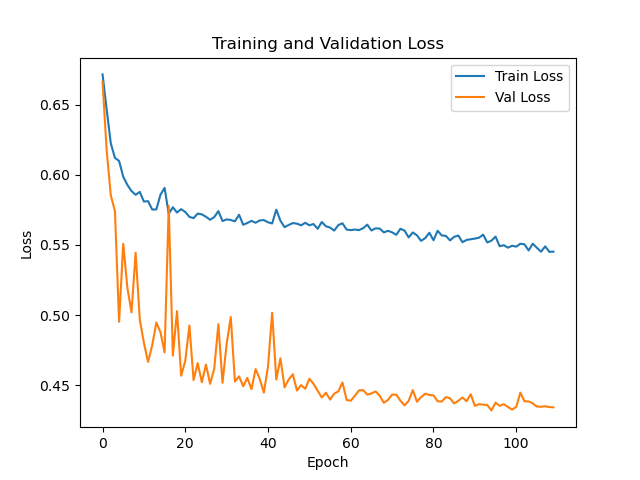 Training and Validation Loss
Train Loss
Val Loss
0.65
0.60
0.55
0.50
0.45
Loss
0 20 40 60 80 100
Epoch